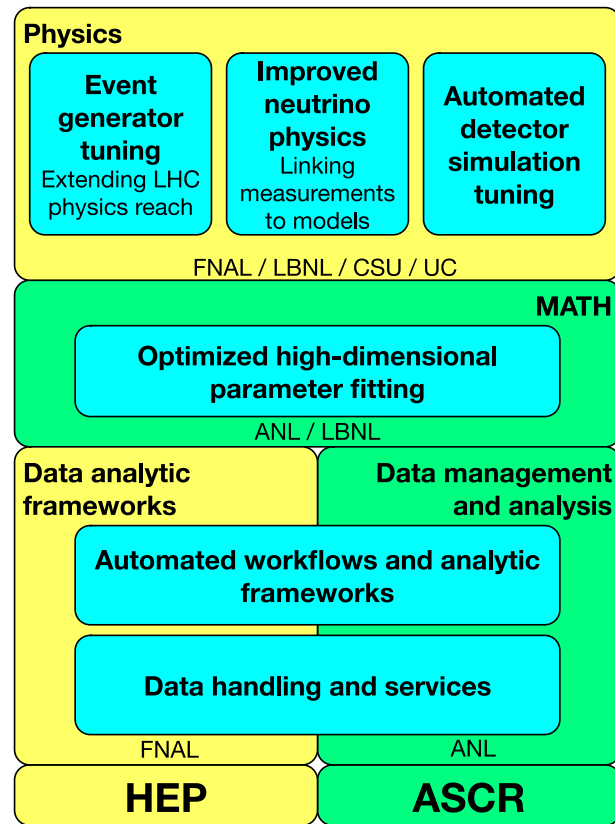 Physics
Event
generator
tuning
Extending LHC
physics reach
Improved
neutrino
physics
Linking
measurements
to models
Automated
detector
simulation
tuning
FNAL / LBNL / CSU / UC
MATH
Optimized high-dimensional
parameter fitting
ANL / LBNL
Data analytic
frameworks
Data management
and analysis
Automated workflows and analytic
frameworks
Data handling and services
FNAL
ANL
HEP
ASCR